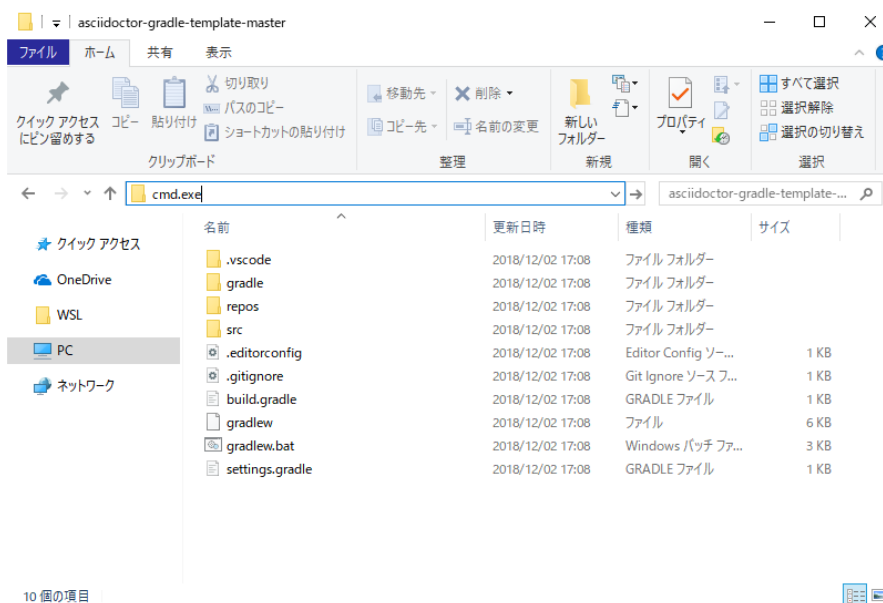 asciidoctor-gradle-template-master
ファイル ホーム 共有 表示
クイック アクセス
にピン留めする
コピー
貼り付け
切り取り
パスのコピー
ショートカットの貼り付け
クリップボード
移動先
コピー先
削除
名前の変更
整理
新しい
フォルダー
新規
プロパティ
開く
すべて選択
選択解除
選択の切り替え
選択
cmd.exe
asciidoctor-gradle-template-...
クイック アクセス
OneDrive
WSL
PC
ネットワーク
名前 更新日時 種類 サイズ
.vscode 2018/12/02 17:08 ファイル フォルダー
gradle 2018/12/02 17:08 ファイル フォルダー
repos 2018/12/02 17:08 ファイル フォルダー
src 2018/12/02 17:08 ファイル フォルダー
.editorconfig 2018/12/02 17:08 Editor Config ソー... 1 KB
.gitignore 2018/12/02 17:08 Git Ignore ソース フ... 1 KB
build.gradle 2018/12/02 17:08 GRADLE ファイル 1 KB
gradlew 2018/12/02 17:08 ファイル 6 KB
gradlew.bat 2018/12/02 17:08 Windows バッチ ファ... 3 KB
settings.gradle 2018/12/02 17:08 GRADLE ファイル 1 KB
10 個の項目